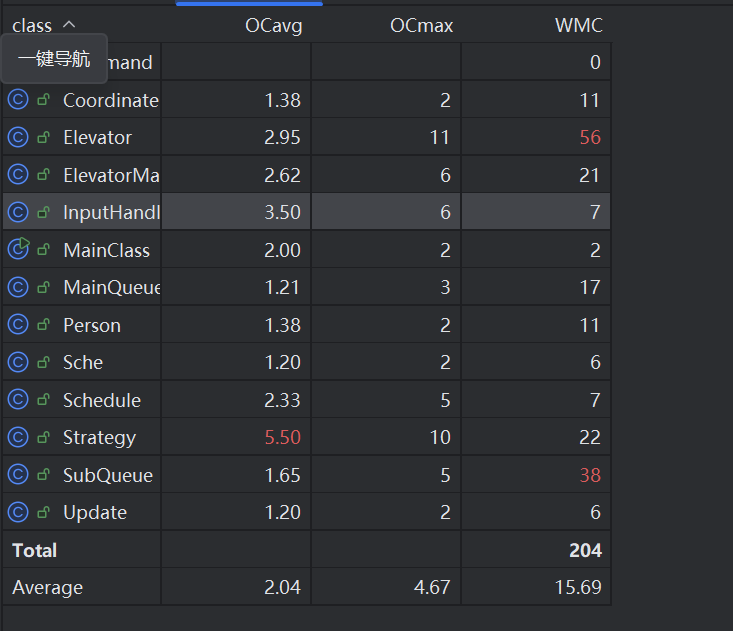 class OCavg OCmax WMC
一键导航
mand 0
Coordinate 1.38 2 11
Elevator 2.95 11 56
ElevatorMa 2.62 6 21
InputHandl 3.50 6 7
MainClass 2.00 2 2
MainQueue 1.21 3 17
Person 1.38 2 11
Sche 1.20 2 6
Schedule 2.33 5 7
Strategy 5.50 10 22
SubQueue 1.65 5 38
Update 1.20 2 6
Total 204
Average 2.04 4.67 15.69